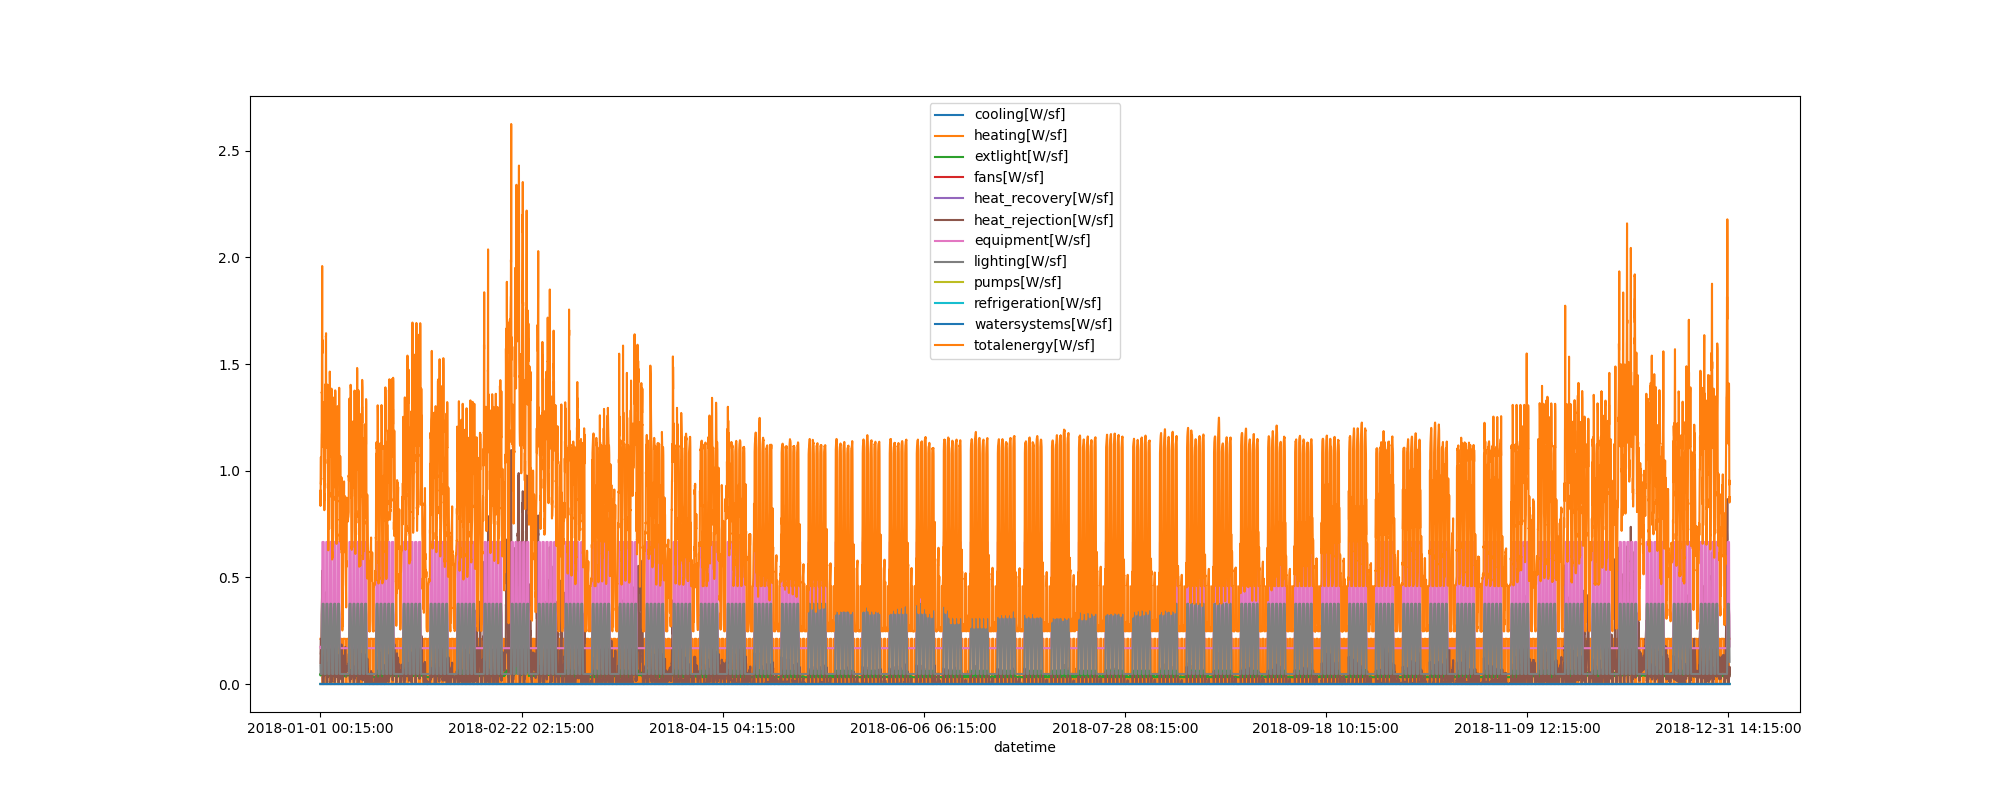 cooling[W/sf]
heating[W/sf]
extlight[W/sf]
fans[W/sf]
heat_recovery[W/sf]
heat_rejection[W/sf]
equipment[W/sf]
lighting[W/sf]
pumps[W/sf]
refrigeration[W/sf]
watersystems[W/sf]
totalenergy[W/sf]
2.5
2.0
1.5
1.0
0.5
0.0
2018-01-01 00:15:00 2018-02-22 02:15:00 2018-04-15 04:15:00 2018-06-06 06:15:00 2018-07-28 08:15:00 2018-09-18 10:15:00 2018-11-09 12:15:00 2018-12-31 14:15:00
datetime